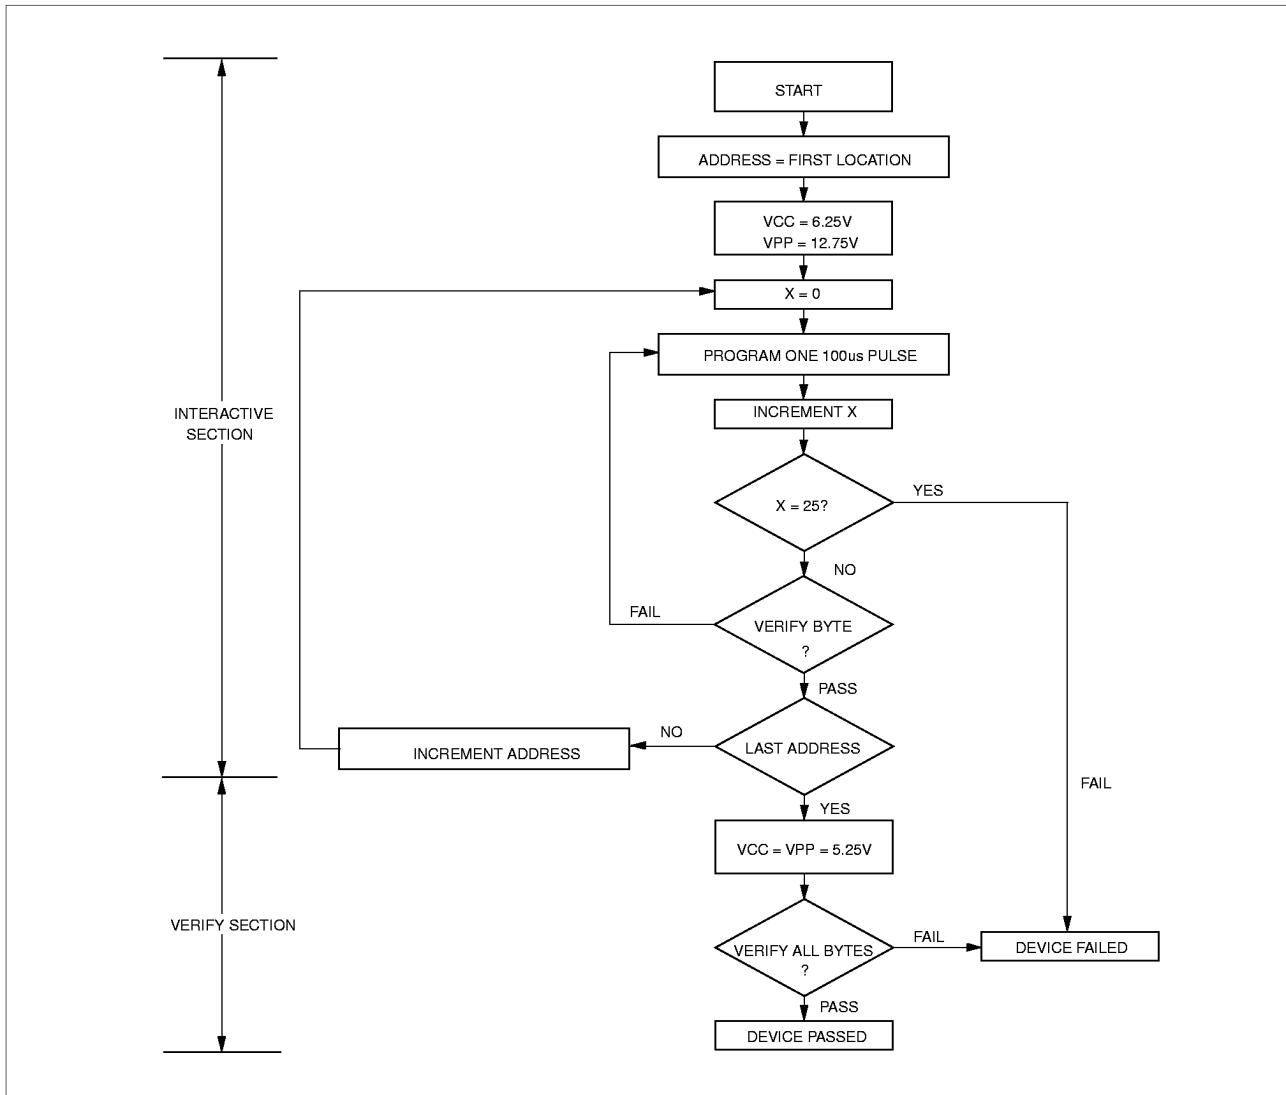 START
ADDRESS = FIRST LOCATION
VCC = 6.25V
VPP = 12.75V
X = 0
PROGRAM ONE 100us PULSE
INTERACTIVE
SECTION
INCREMENT X
X = 25?
YES
NO
FAIL
VERIFY BYTE
?
PASS
NO
INCREMENT ADDRESS
LAST ADDRESS
FAIL
YES
VCC = VPP = 5.25V
VERIFY SECTION
VERIFY ALL BYTES
?
FAIL
DEVICE FAILED
PASS
DEVICE PASSED